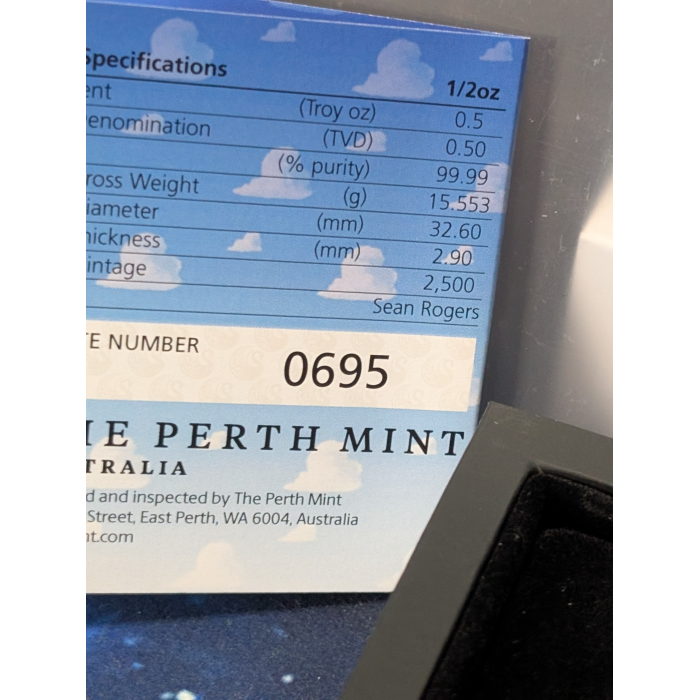 Specifications 1/2oz
ent (Troy oz) 0.5
enomination (TVD) 0.50
(% purity) 99.99
ross Weight (g) 15.553
iameter (mm) 32.60
hickness (mm) 2.90
intage 2,500
Sean Rogers
TE NUMBER 0695
HE PERTH MINT
TRALIA
d and inspected by The Perth Mint
Street, East Perth, WA 6004, Australia
nt.com